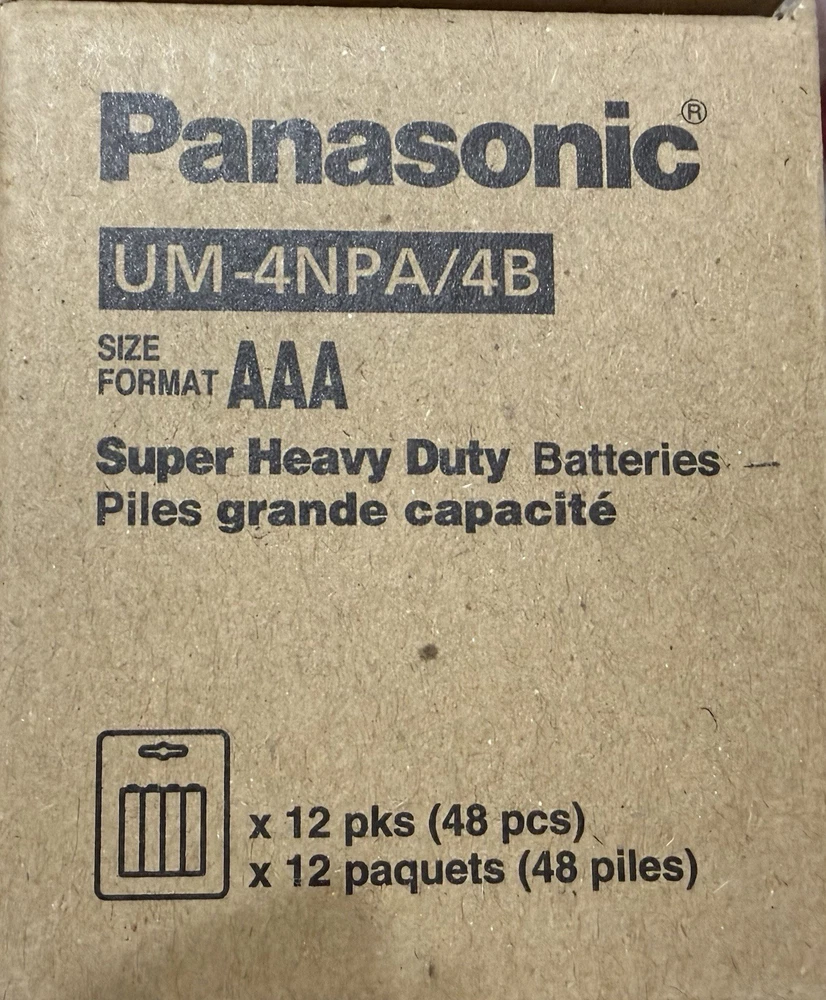 Panasonic®
UM-4NPA/4B
SIZE
FORMAT AAA
Super Heavy Duty Batteries
Piles grande capacité
x 12 pks (48 pcs)
x 12 paquets (48 piles)